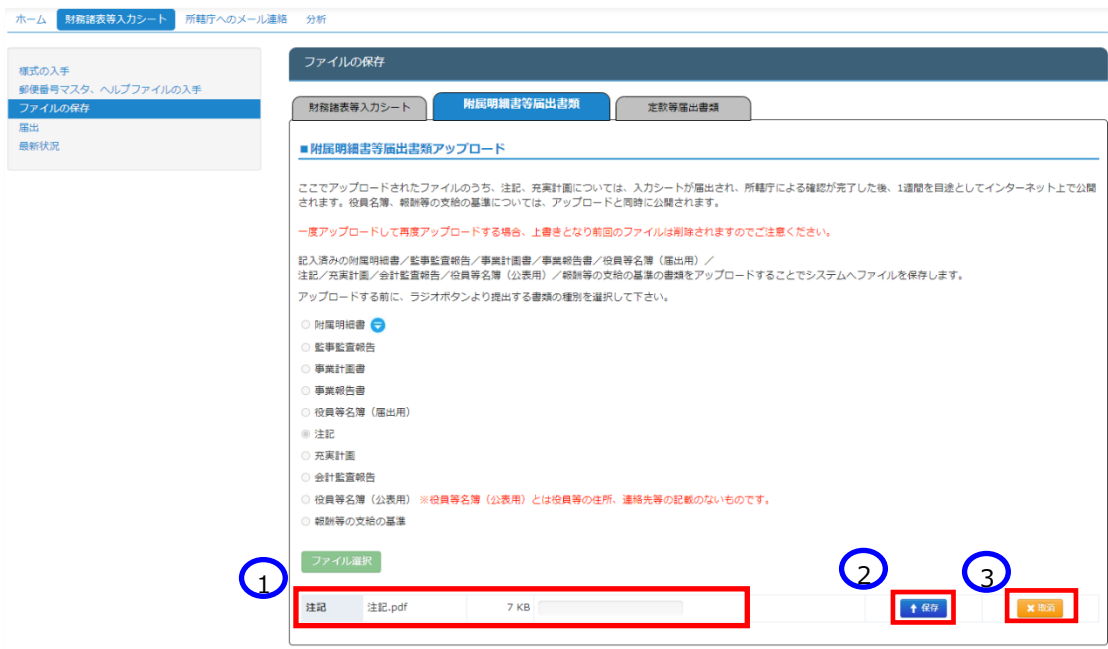 ホーム 財務諸表等入力シート 所轄庁へのメール連絡 分析
様式の入手
郵便番号マスタ、ヘルプファイルの入手
ファイルの保存
届出
最新状況
ファイルの保存
財務諸表等入力シート 附属明細書等届出書類 定款等届出書類
■附属明細書等届出書類アップロード
ここでアップロードされたファイルのうち、注記、充実計画については、入力シートが届出され、所轄庁による確認が完了した後、1週間を目途としてインターネット上で公開
されます。役員名簿、報酬等の支給の基準については、アップロードと同時に公開されます。
一度アップロードして再度アップロードする場合、上書きとなり前回のファイルは削除されますのでご注意ください。
記入済みの附属明細書／監事監査報告／事業計画書／事業報告書／役員等名簿（届出用）／
注記／充実計画／会計監査報告／役員等名簿（公表用）／報酬等の支給の基準の書類をアップロードすることでシステムへファイルを保存します。
アップロードする前に、ラジオボタンより提出する書類の種別を選択して下さい。
附属明細書
監事監査報告
事業計画書
事業報告書
役員等名簿（届出用）
注記
充実計画
会計監査報告
役員等名簿（公表用） ※役員等名簿（公表用）とは役員等の住所、連絡先等の記載のないものです。
報酬等の支給の基準
ファイル選択
1 2 3
注記 注記.pdf 7 KB 保存 取消